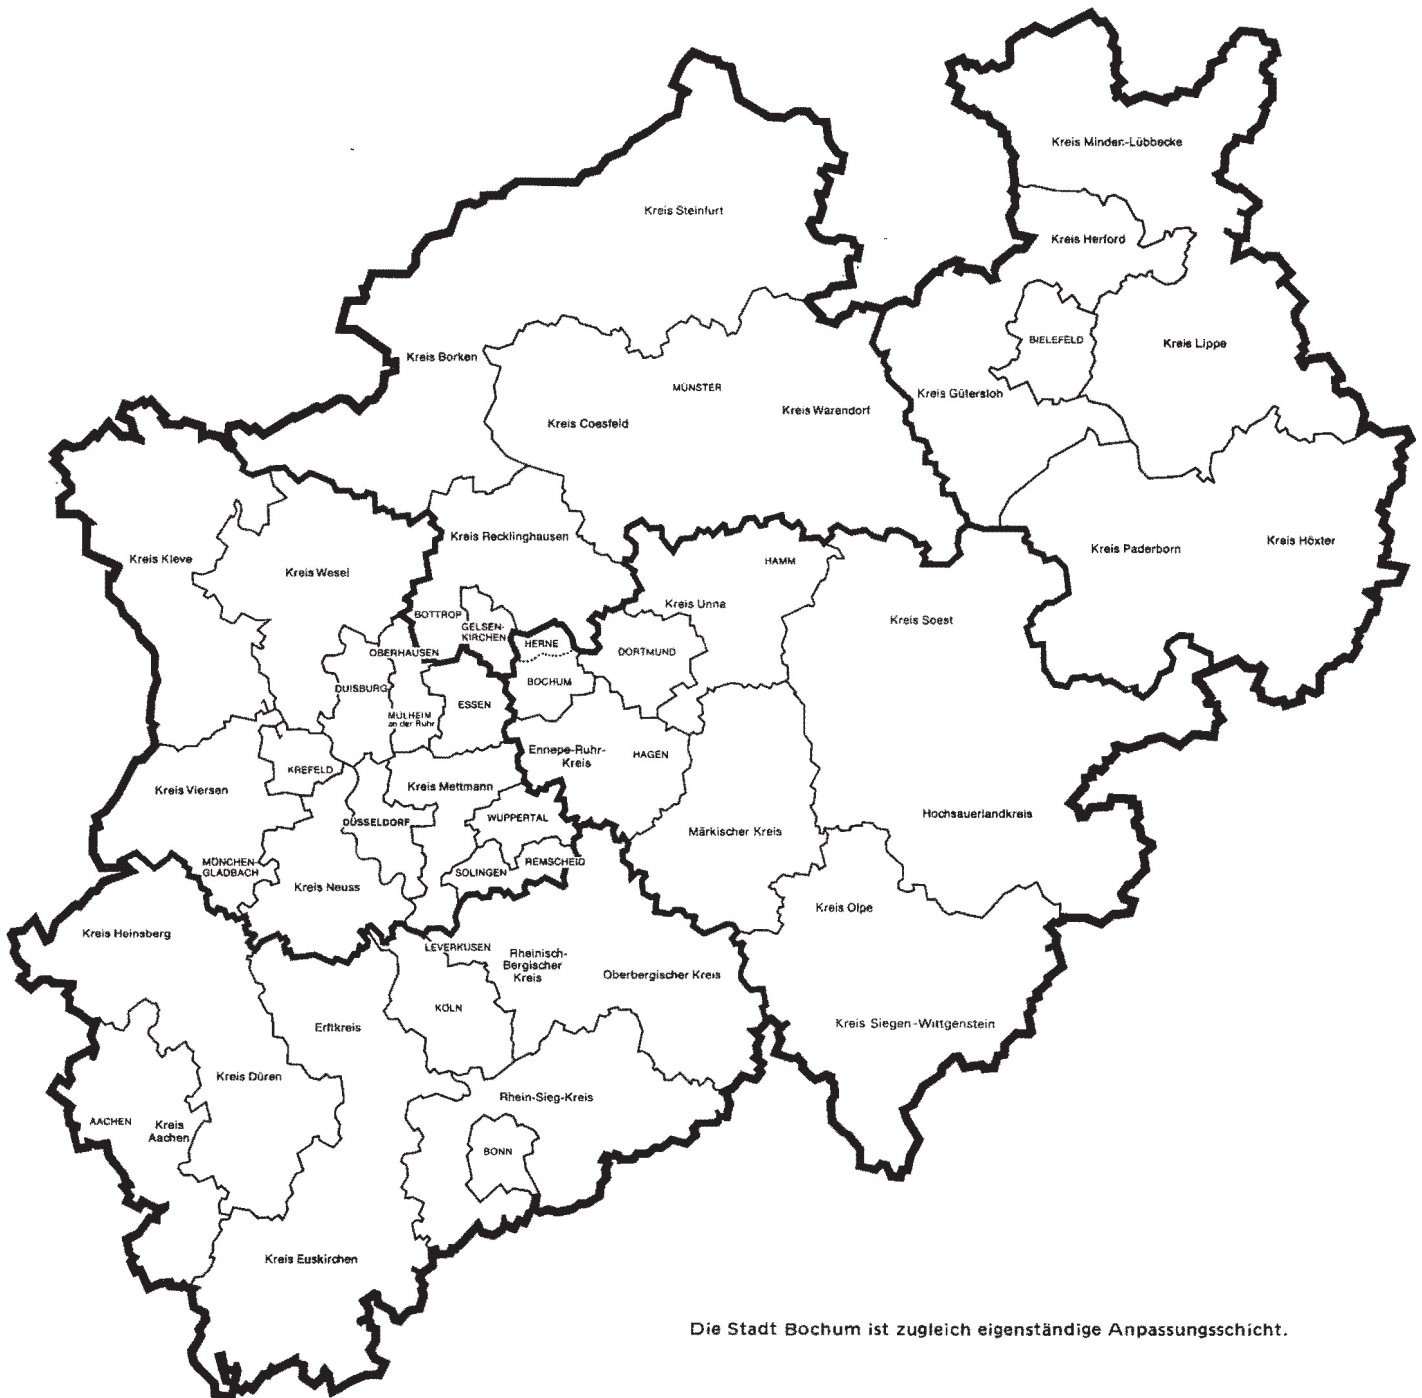 Kreis Minden-Lübbecke
Kreis Steinfurt
Kreis Herford
BIELEFELD
Kreis Lippe
Kreis Borken
MÜNSTER
Kreis Gütersloh
Kreis Warendorf
Kreis Coesfeld
Kreis Recklinghausen
Kreis Höxter
Kreis Paderborn
Kreis Kleve
HAMM
Kreis Wesel
Kreis Unna
BOTTROP
Kreis Soest
GELSEN-
KIRCHEN
HERNE
OBERHAUSEN
DORTMUND
BOCHUM
DUISBURG
ESSEN
MÜLHEIM
an der Ruhr
Ennepe-Ruhr-
Kreis
HAGEN
KREFELD
Kreis Viersen
Kreis Mettmann
WUPPERTAL
DÜSSELDORF
Märkischer Kreis
Hochsauerlandkreis
MÖNCHEN-
GLADBACH
REMSCHEID
SOLINGEN
Kreis Neuss
Kreis Olpe
Kreis Heinsberg
LEVERKUSEN
Rheinisch-
Bergischer
Kreis
Oberbergischer Kreis
KÖLN
Erftkreis
Kreis Siegen-Wittgenstein
Kreis Düren
Rhein-Sieg-Kreis
AACHEN
Kreis
Aachen
BONN
Kreis Euskirchen
Die Stadt Bochum ist zugleich eigenständige Anpassungsschicht.